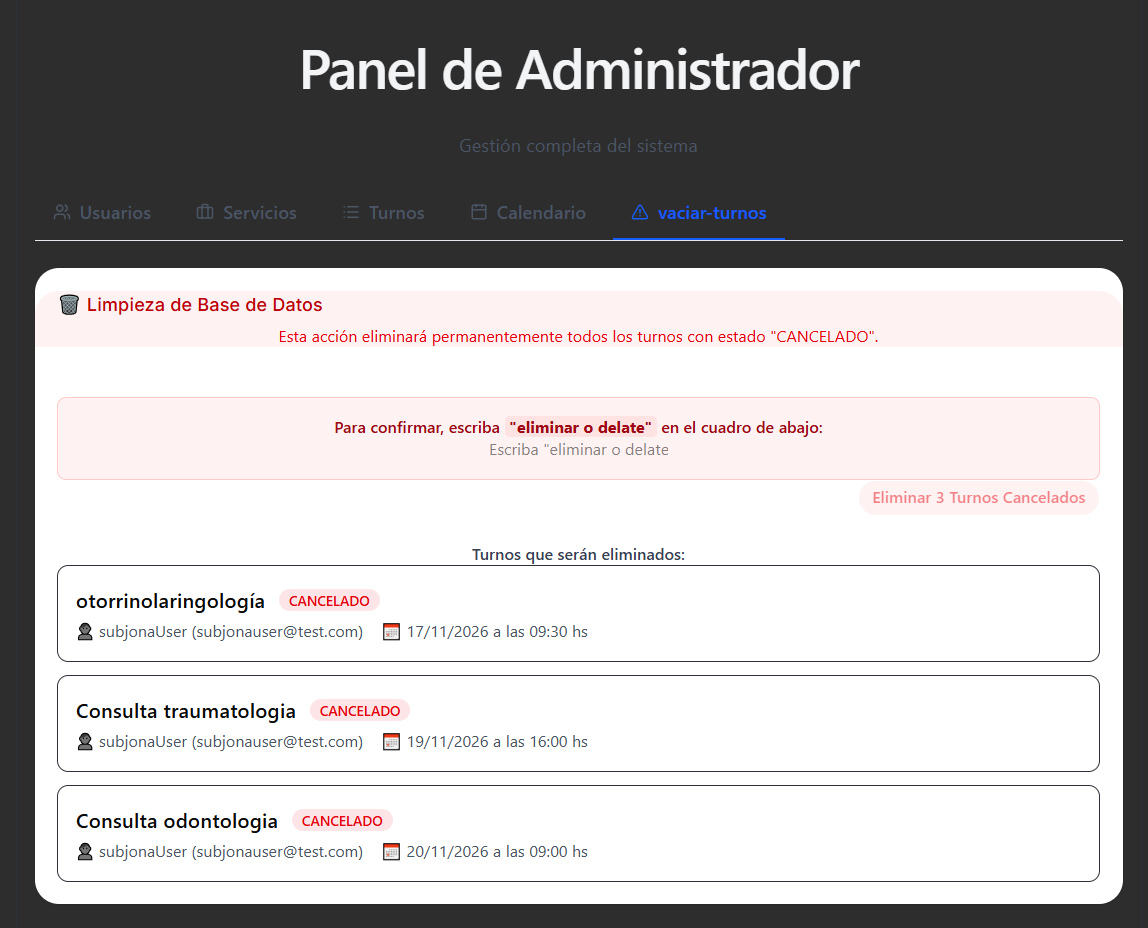 Panel de Administrador
Gestión completa del sistema
Usuarios Servicios Turnos Calendario vaciar-turnos
Limpieza de Base de Datos
Esta acción eliminará permanentemente todos los turnos con estado "CANCELADO".
Para confirmar, escriba "eliminar o delate" en el cuadro de abajo:
Escriba "eliminar o delate
Eliminar 3 Turnos Cancelados
Turnos que serán eliminados:
otorrinolaringología CANCELADO
subjonaUser (subjonauser@test.com) 17/11/2026 a las 09:30 hs
Consulta traumatologia CANCELADO
subjonaUser (subjonauser@test.com) 19/11/2026 a las 16:00 hs
Consulta odontologia CANCELADO
subjonaUser (subjonauser@test.com) 20/11/2026 a las 09:00 hs